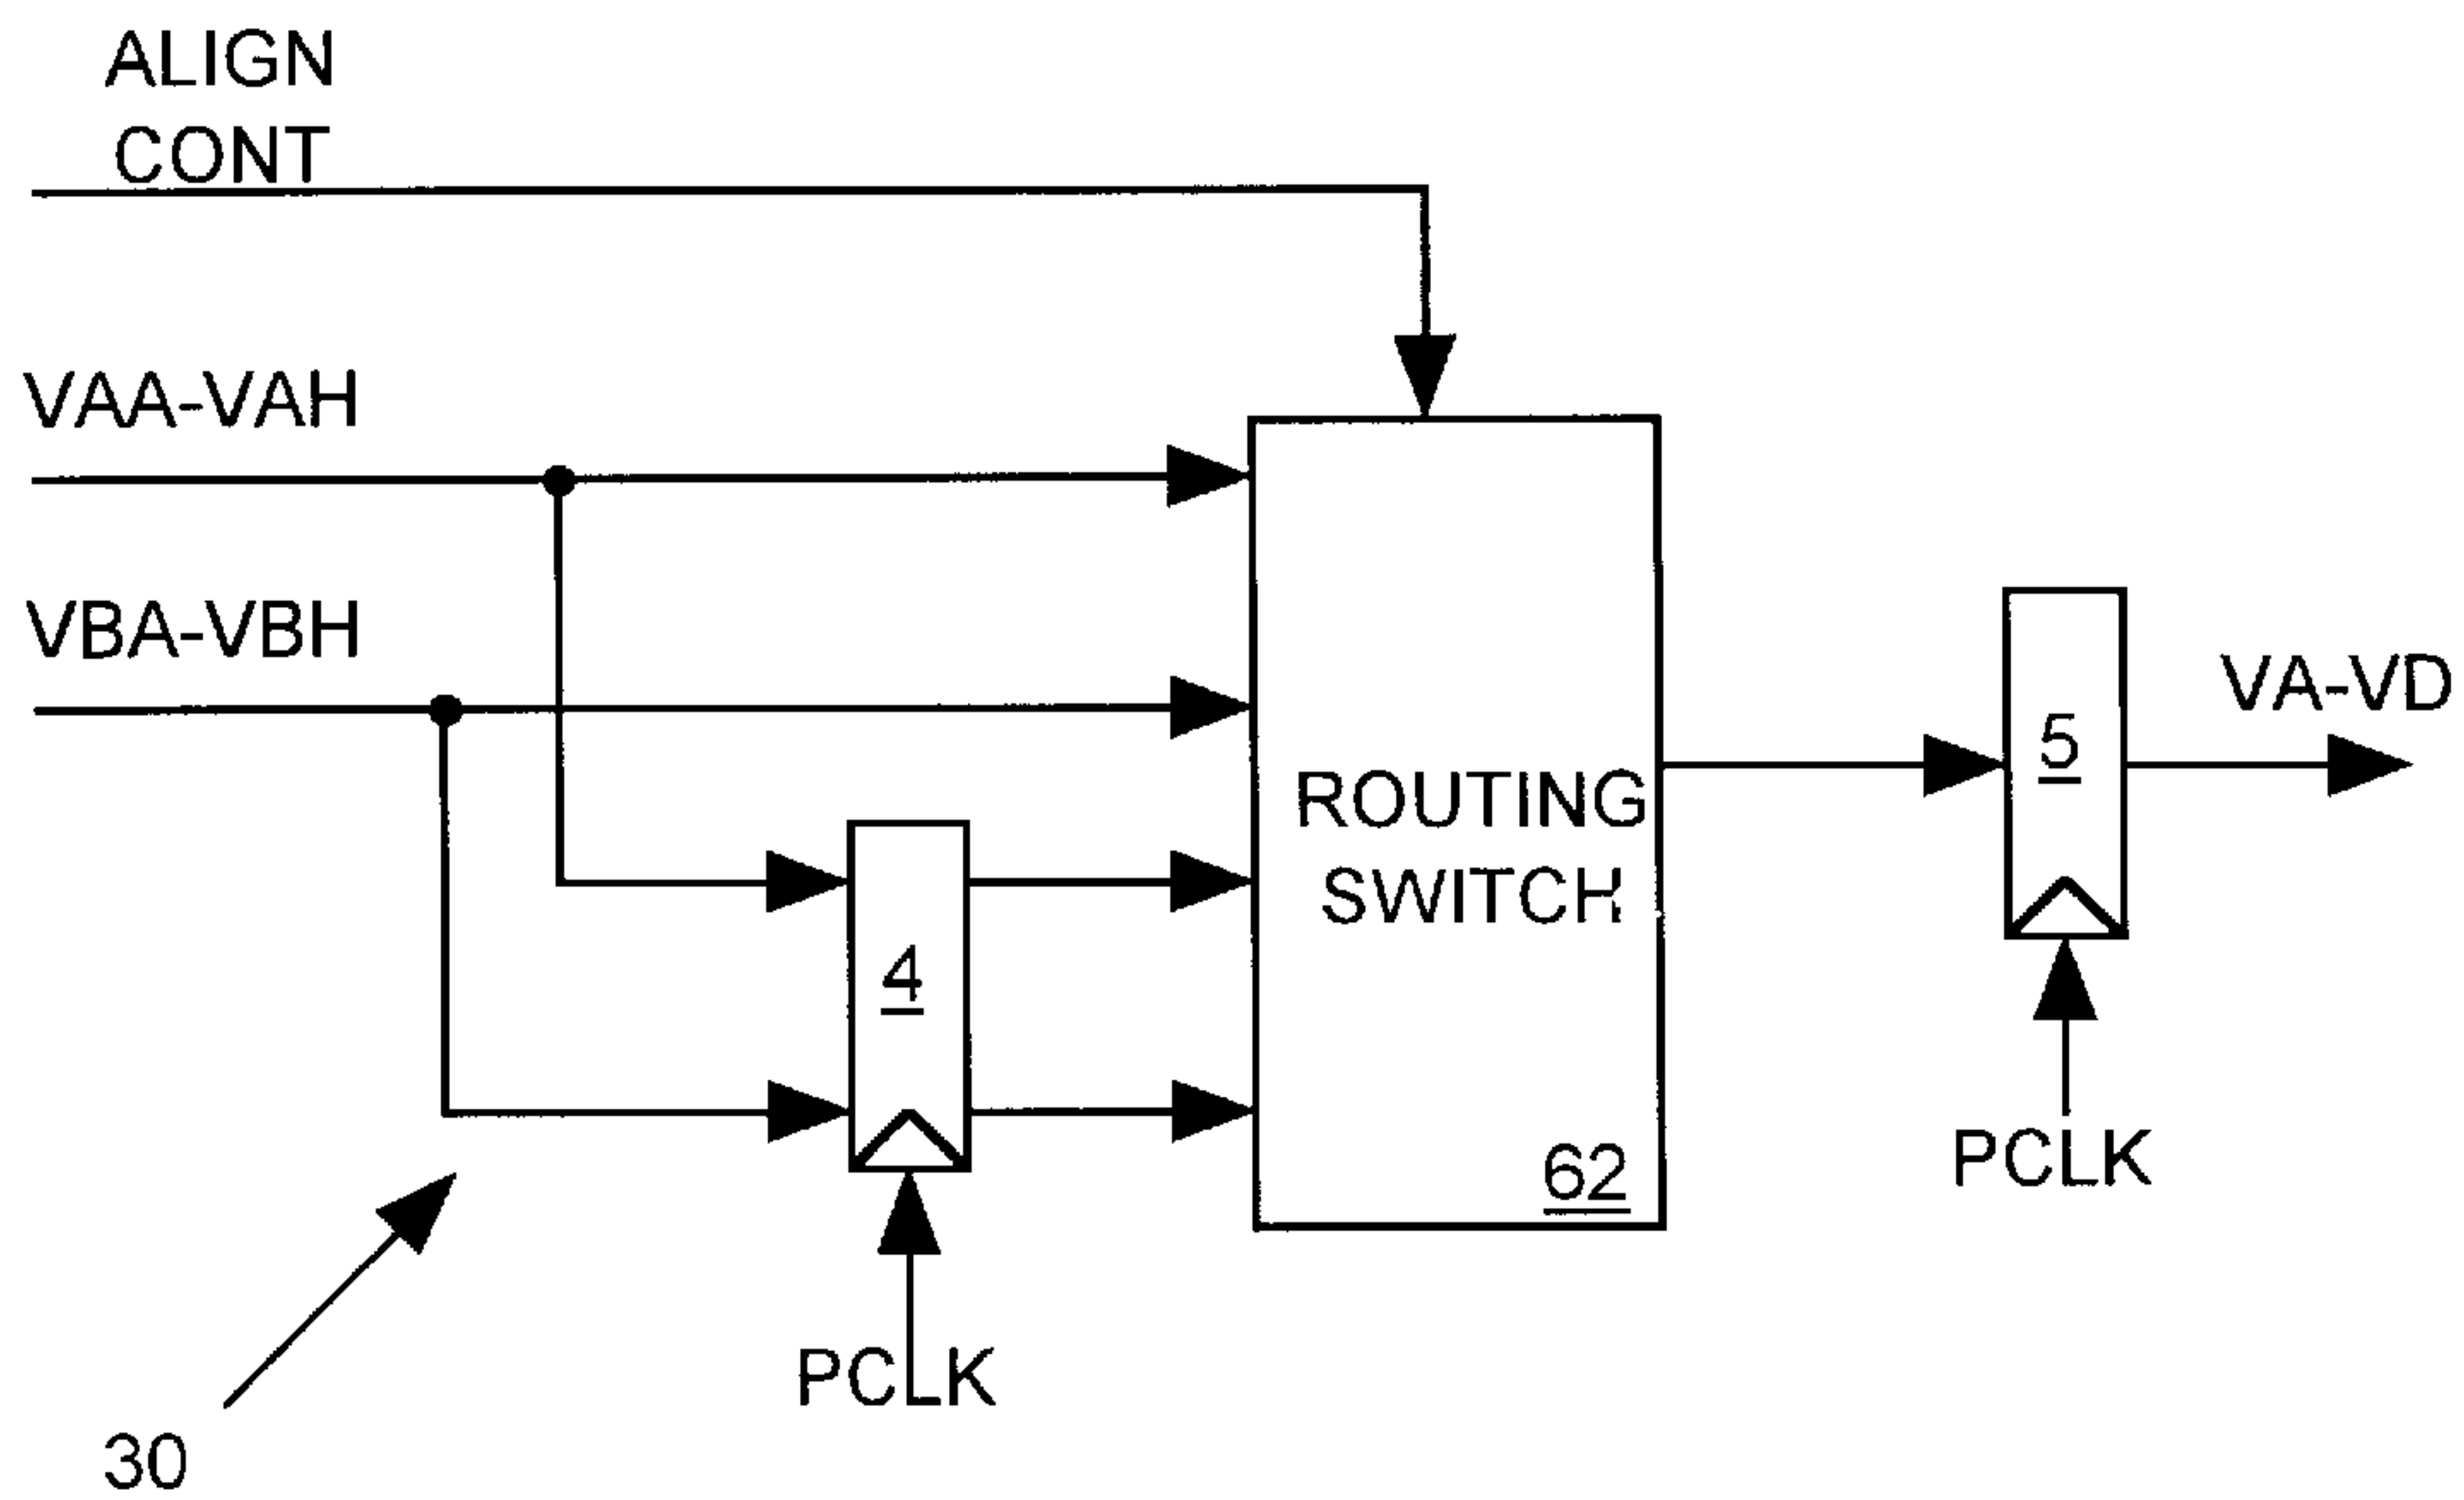 ALIGN
CONT
VAA-VAH
VBA-VBH
VA-VD
5
ROUTING
SWITCH
4
62
PCLK
PCLK
30